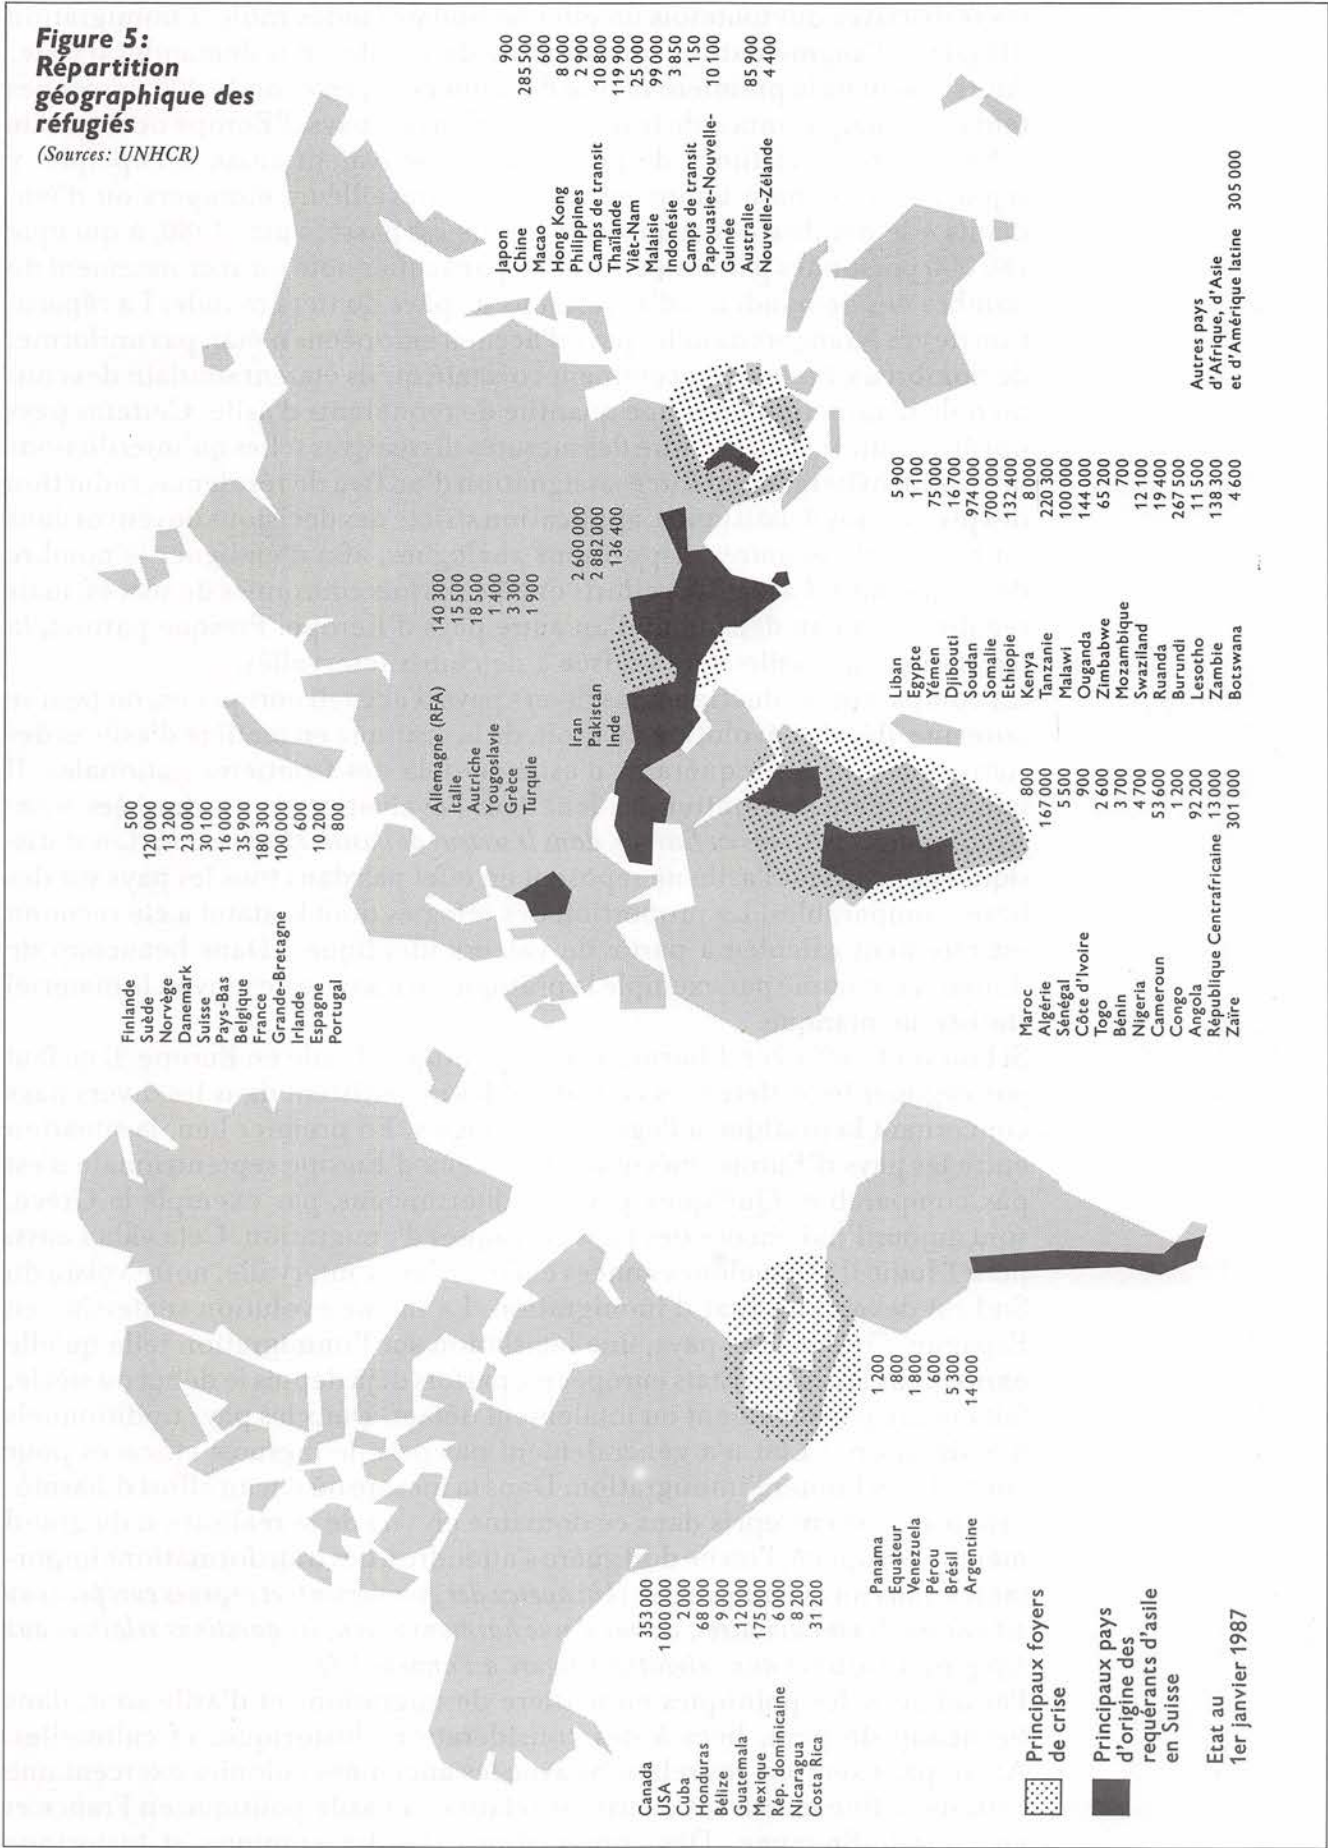 Figure 5:
Répartition
géographique des
réfugiés
(Sources: UNHCR)
Canada 353 000
USA 1 000 000
Cuba 2 000
Honduras 68 000
Bélize 9 000
Guatemala 12 000
Mexique 175 000
Rép. dominicaine 6 000
Nicaragua 8 200
Costa Rica 31 200
Panama 1 200
Equateur 800
Venezuela 1 800
Pérou 600
Brésil 5 300
Argentine 14 000
Finlande 500
Suède 120 000
Norvège 13 200
Danemark 23 000
Suisse 30 100
Pays-Bas 16 000
Belgique 35 900
France 180 300
Grande-Bretagne 100 000
Irlande 600
Espagne 10 200
Portugal 800
Allemagne (RFA) 140 300
Italie 15 500
Autriche 18 500
Yougoslavie 1 400
Grèce 3 300
Turquie 1 900
Iran 2 600 000
Pakistan 2 882 000
Inde 136 400
Japon 900
Chine 285 500
Macao 600
Hong Kong 8 000
Philippines 2 900
Camps de transit 10 800
Thaïlande 119 900
Viêt-Nam 25 000
Malaisie 99 000
Indonésie 3 850
Camps de transit 150
Papouasie-Nouvelle- 10 100
Guinée
Australie 85 900
Nouvelle-Zélande 4 400
Maroc 800
Algérie 167 000
Sénégal 5 500
Côte d'Ivoire 900
Togo 2 600
Bénin 3 700
Nigeria 4 700
Cameroun 53 600
Congo 1 200
Angola 92 200
République Centrafricaine 13 000
Zaïre 301 000
Liban 5 700
Egypte 1 100
Yémen 75 000
Djibouti 16 700
Soudan 974 000
Somalie 700 000
Ethiopie 132 400
Kenya 8 000
Tanzanie 220 300
Malawi 100 000
Ouganda 144 000
Zimbabwe 65 200
Mozambique 700
Swaziland 12 100
Ruanda 19 400
Burundi 267 500
Lesotho 11 500
Zambie 138 300
Botswana 4 600
Autres pays
d'Afrique, d'Asie
et d'Amérique latine 305 000
Principaux foyers
de crise
Principaux pays
d'origine des
requérants d'asile
en Suisse
Etat au
1er janvier 1987